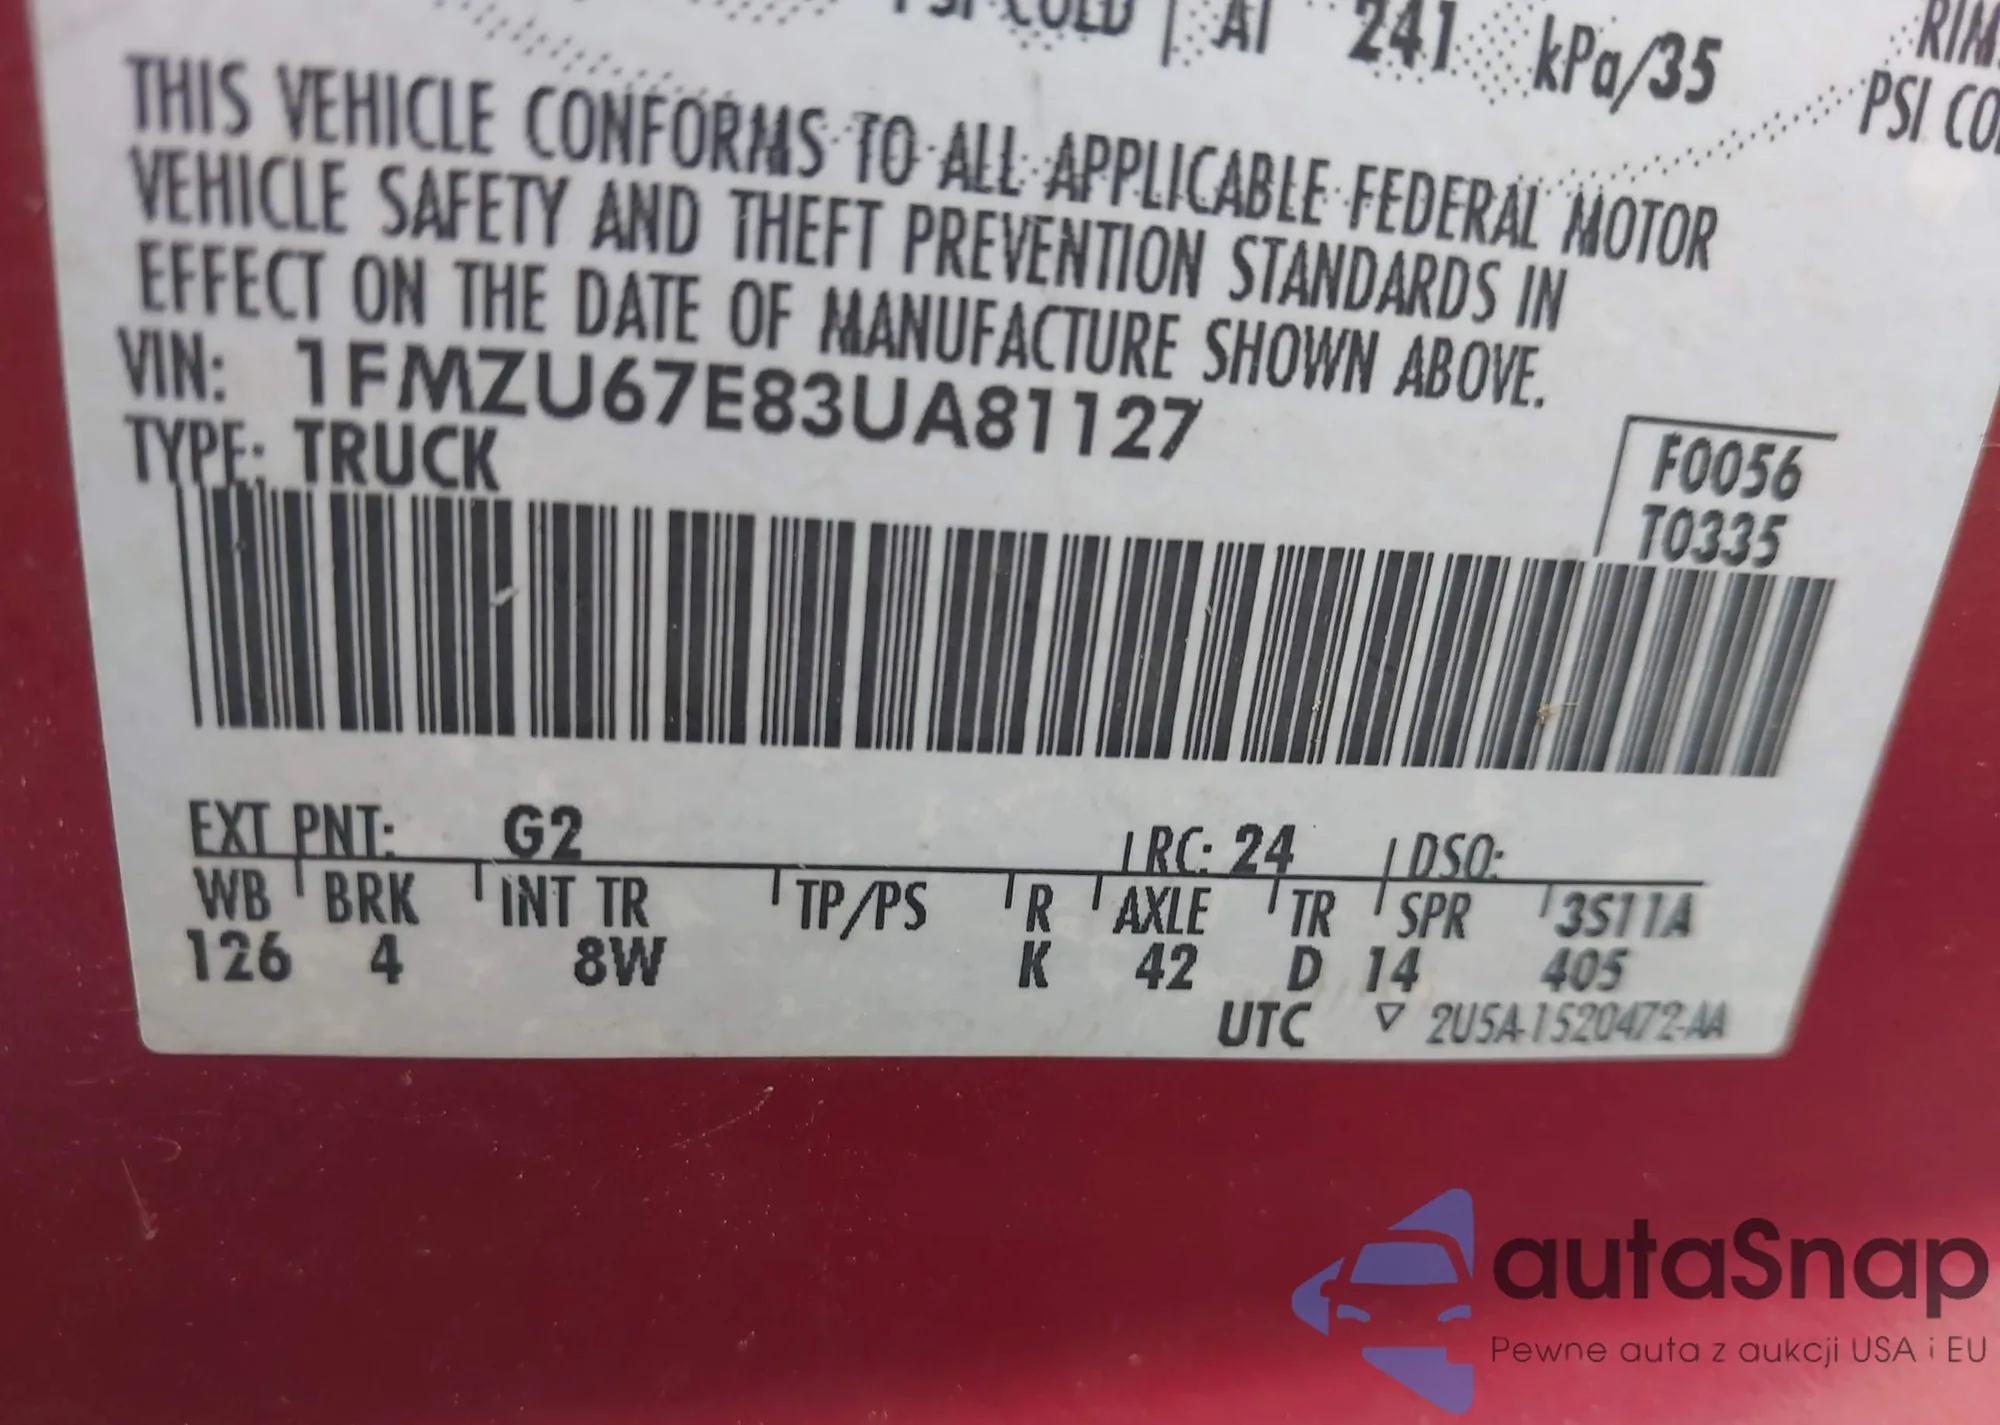 PSI COLD AT 241 kPa/35
PSI
THIS VEHICLE CONFORMS TO ALL APPLICABLE FEDERAL MOTOR
VEHICLE SAFETY AND THEFT PREVENTION STANDARDS IN
EFFECT ON THE DATE OF MANUFACTURE SHOWN ABOVE.
VIN: 1FMZU67E83UA81127
TYPE: TRUCK
F0056
T0335
EXT PNT: G2 RC: 24 DSO:
WB BRK INT TR TP/PS R AXLE TR SPR 3S11A
126 4 8W K 42 D 14 405
UTC ▽ 2U5A-1520472-AA
autaSnap
Pewne auta z aukcji USA i EU